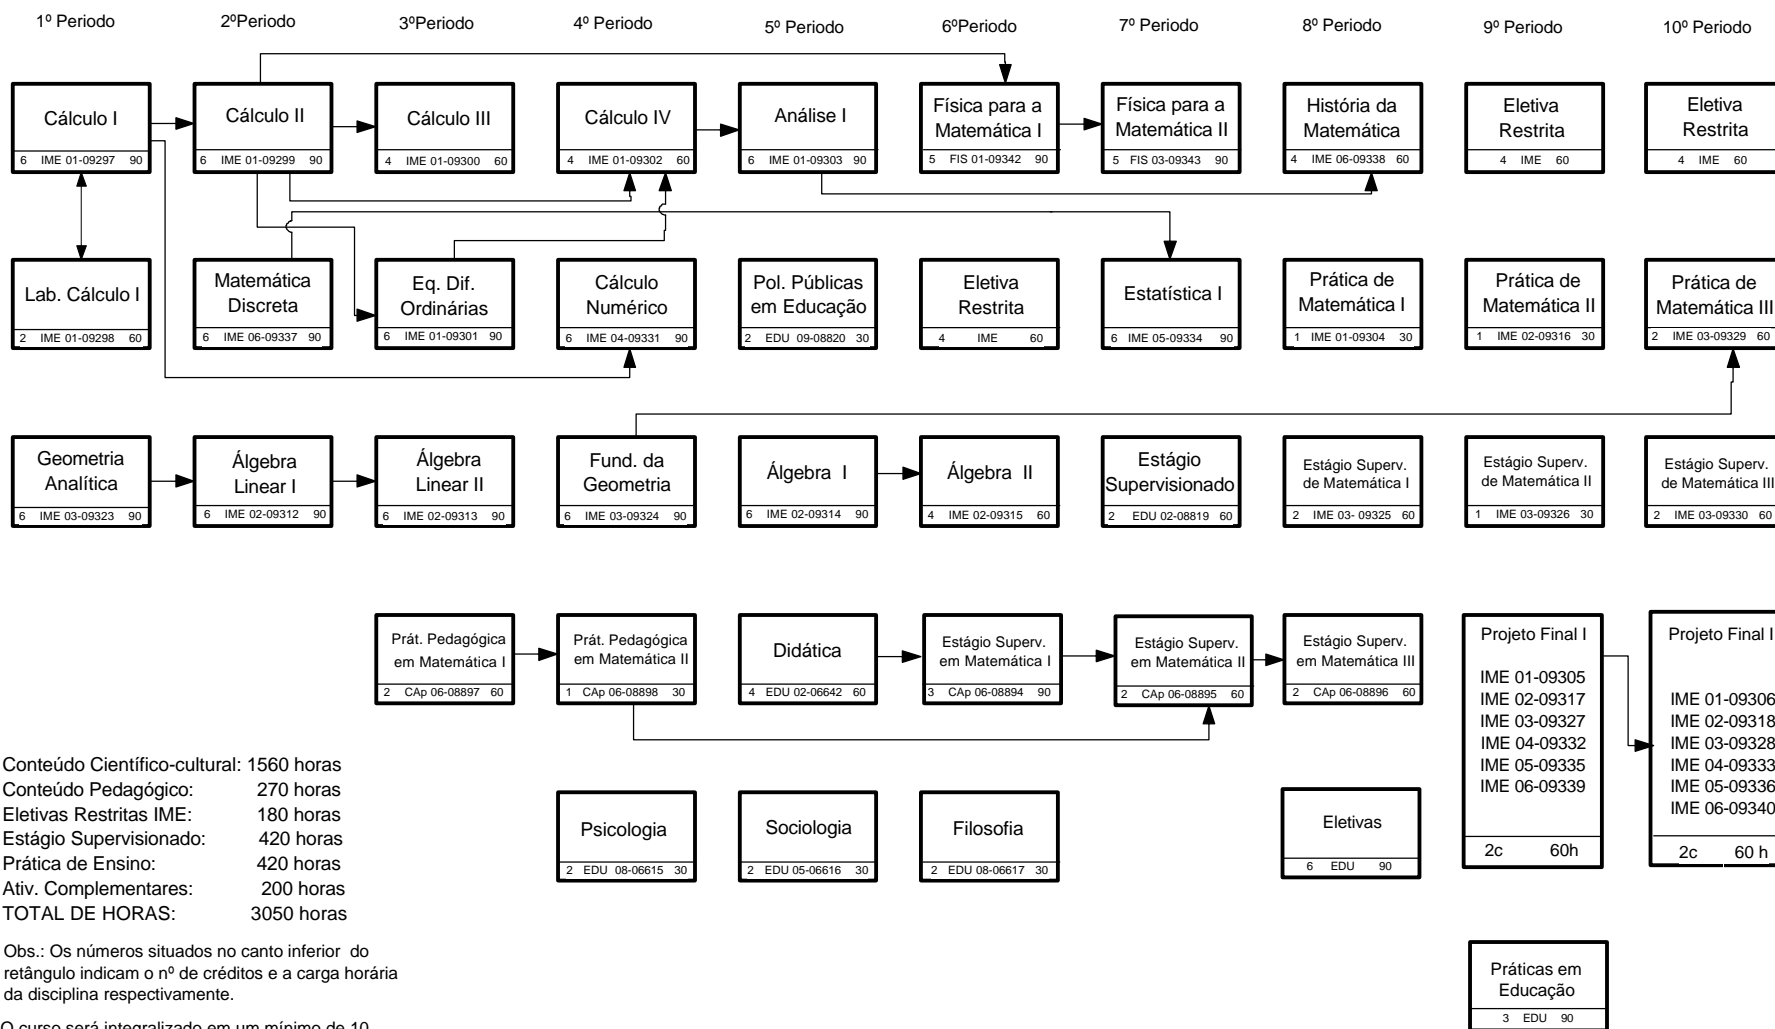 1º Periodo
2ºPeriodo
3ºPeriodo
4º Periodo
5º Periodo
6ºPeriodo
7º Periodo
8º Periodo
9º Periodo
10º Periodo
Cálculo I
6 IME 01-09297 90
Cálculo II
6 IME 01-09299 90
Cálculo III
4 IME 01-09300 60
Cálculo IV
4 IME 01-09302 60
Análise I
6 IME 01-09303 90
Física para a
Matemática I
5 FIS 01-09342 90
Física para a
Matemática II
5 FIS 03-09343 90
História da
Matemática
4 IME 06-09338 60
Eletiva
Restrita
4 IME 60
Eletiva
Restrita
4 IME 60
Lab. Cálculo I
2 IME 01-09298 60
Matemática
Discreta
6 IME 06-09337 90
Eq. Dif.
Ordinárias
6 IME 01-09301 90
Cálculo
Numérico
6 IME 04-09331 90
Pol. Públicas
em Educação
2 EDU 09-08820 30
Eletiva
Restrita
4 IME 60
Estatística I
6 IME 05-09334 90
Prática de
Matemática I
1 IME 01-09304 30
Prática de
Matemática II
1 IME 02-09316 30
Prática de
Matemática III
2 IME 03-09329 60
Geometria
Analítica
6 IME 03-09323 90
Álgebra
Linear I
6 IME 02-09312 90
Álgebra
Linear II
6 IME 02-09313 90
Fund. da
Geometria
6 IME 03-09324 90
Álgebra I
6 IME 02-09314 90
Álgebra II
4 IME 02-09315 60
Estágio
Supervisionado
2 EDU 02-08819 60
Estágio Superv.
de Matemática I
2 IME 03- 09325 60
Estágio Superv.
de Matemática II
1 IME 03-09326 30
Estágio Superv.
de Matemática III
2 IME 03-09330 60
Prát. Pedagógica
em Matemática I
2 CAp 06-08897 60
Prát. Pedagógica
em Matemática II
1 CAp 06-08898 30
Didática
4 EDU 02-06642 60
Estágio Superv.
em Matemática I
3 CAp 06-08894 90
Estágio Superv.
em Matemática II
2 CAp 06-08895 60
Estágio Superv.
em Matemática III
2 CAp 06-08896 60
Projeto Final I
IME 01-09305
IME 02-09317
IME 03-09327
IME 04-09332
IME 05-09335
IME 06-09339
2c 60h
Projeto Final I
IME 01-09306
IME 02-09318
IME 03-09328
IME 04-09333
IME 05-09336
IME 06-09340
2c 60 h
Psicologia
2 EDU 08-06615 30
Sociologia
2 EDU 05-06616 30
Filosofia
2 EDU 08-06617 30
Eletivas
6 EDU 90
Práticas em
Educação
3 EDU 90
Conteúdo Científico-cultural: 1560 horas
Conteúdo Pedagógico: 270 horas
Eletivas Restritas IME: 180 horas
Estágio Supervisionado: 420 horas
Prática de Ensino: 420 horas
Ativ. Complementares: 200 horas
TOTAL DE HORAS: 3050 horas
Obs.: Os números situados no canto inferior do
retângulo indicam o nº de créditos e a carga horária
da disciplina respectivamente.
O curso será integralizado em um mínimo de 10